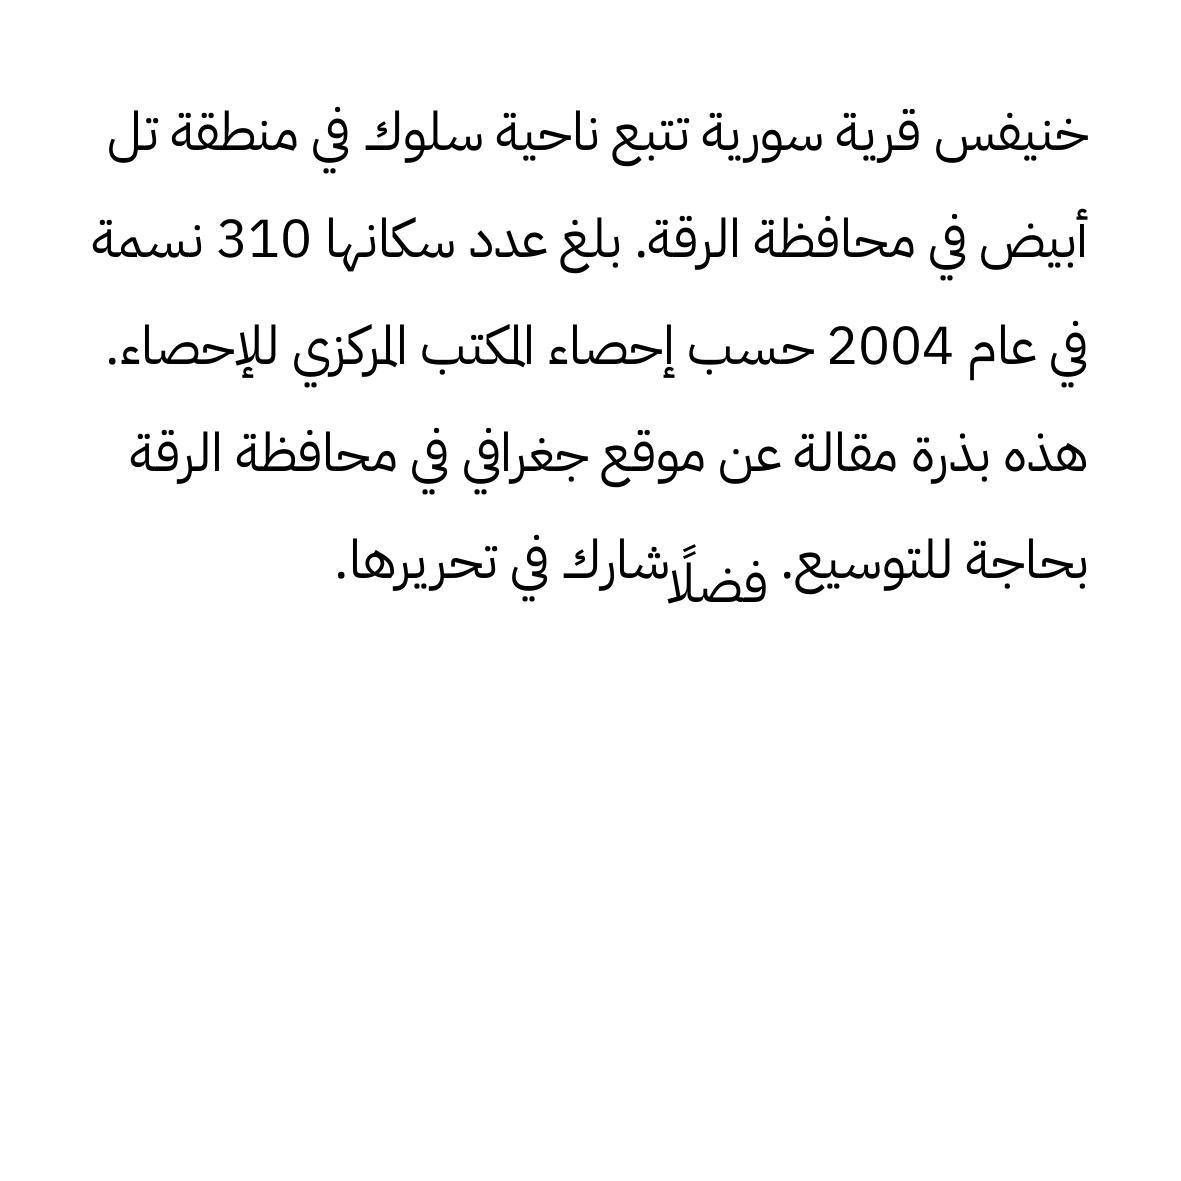 خنيفس قرية سورية تتبع ناحية سلوك في منطقة تل
أبيض في محافظة الرقة. بلغ عدد سكانها 310 نسمة
في عام 2004 حسب إحصاء المكتب المركزي للإحصاء.
هذه بذرة مقالة عن موقع جغرافي في محافظة الرقة
بحاجة للتوسيع. فضلًا شارك في تحريرها.